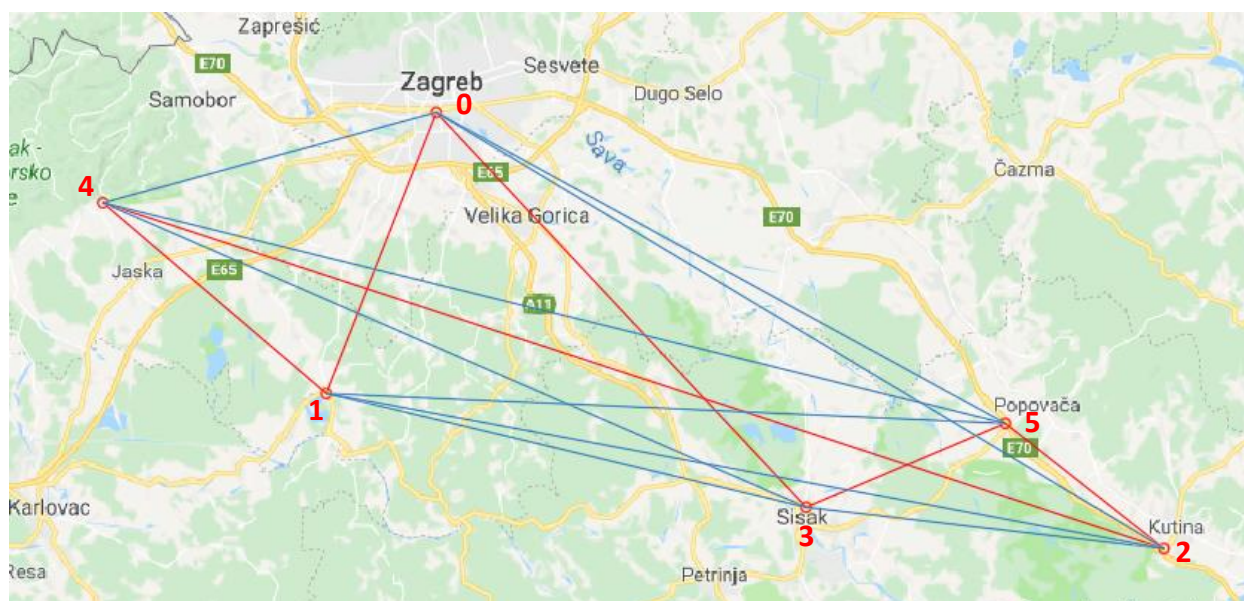 Zaprešić
E70
Sesvete
Zagreb
0
Samobor
Dugo Selo
Sava
ak -
orsko
e
4
E65
Čazma
Velika Gorica
E70
Jaska
E65
A11
1
Popovača
5
E70
Karlovac
Sisak
3
Kutina
2
Petrinja
Resa